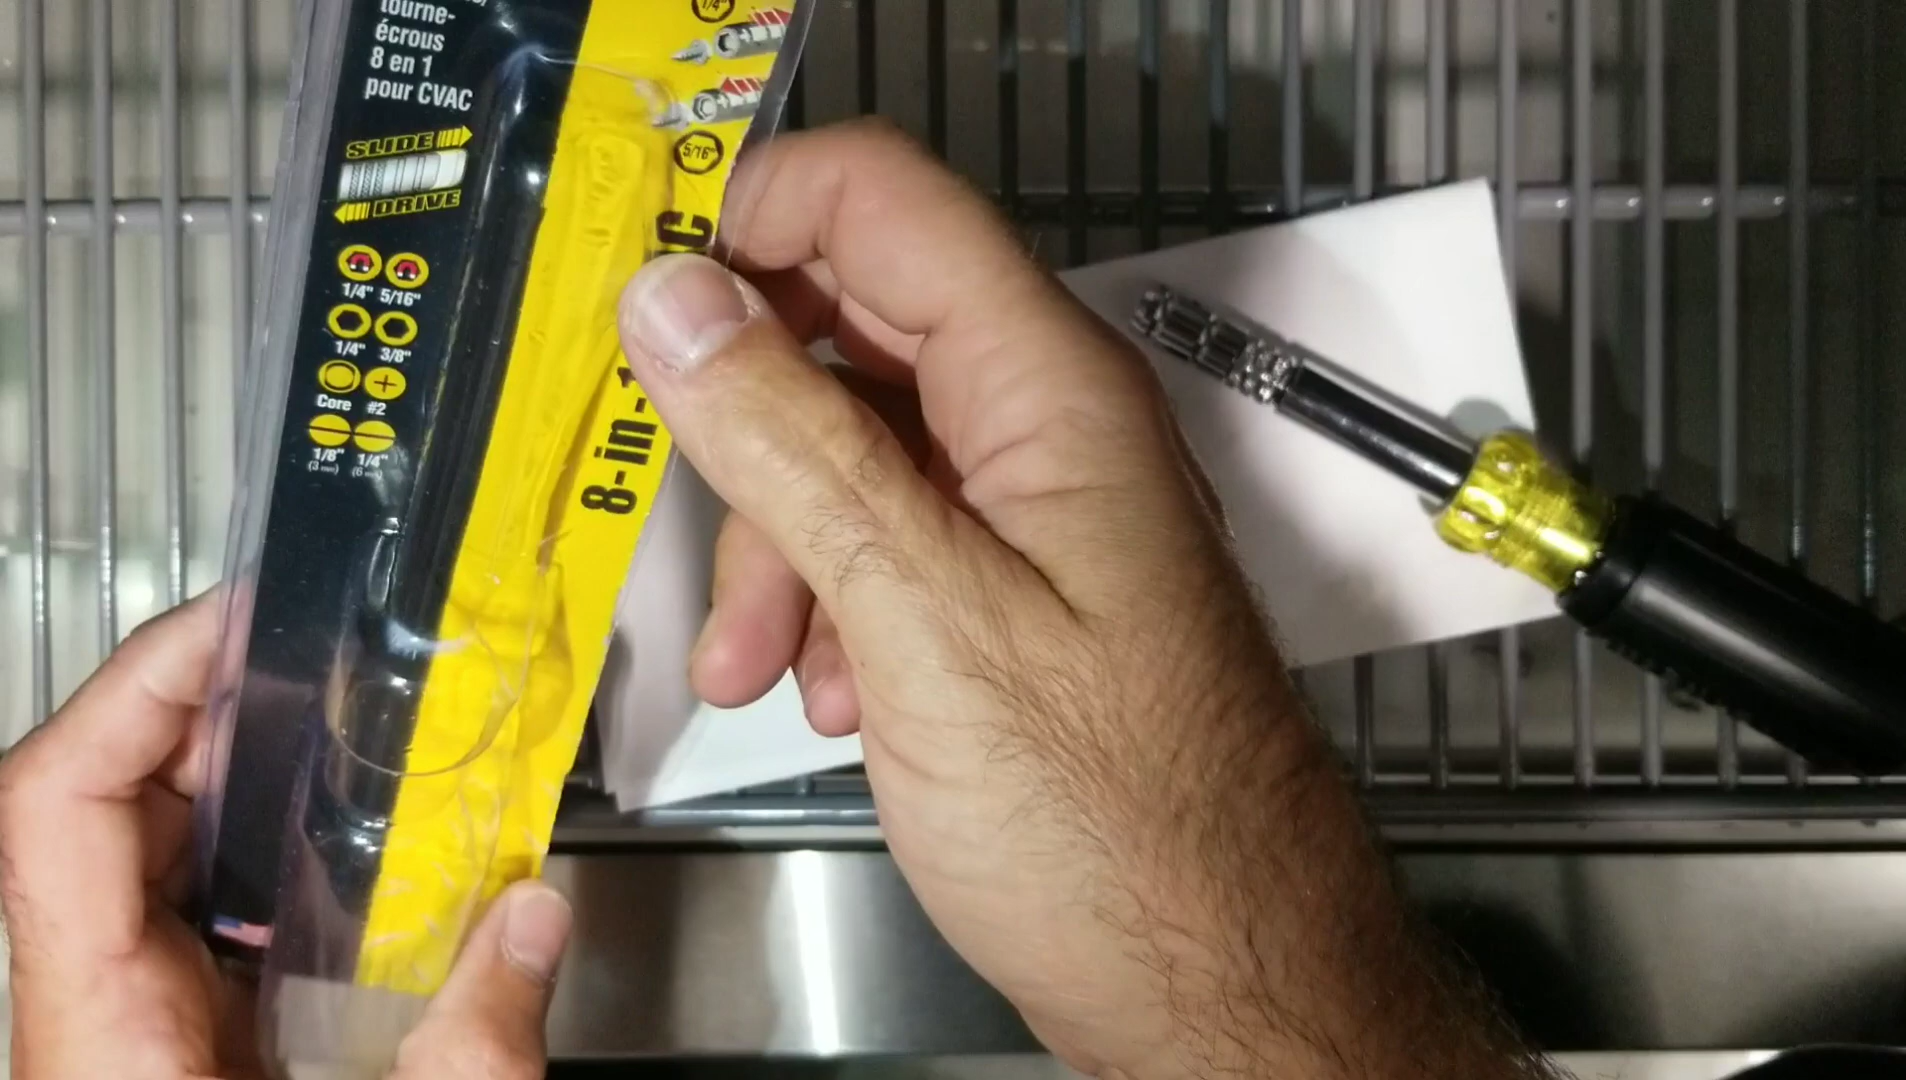 tourne-
écrous
8 en 1
pour CVAC
SLIDE
DRIVE
1/4" 5/16"
1/4" 3/8"
Core #2
1/8" 1/4"
(3 mm) (6 mm)
1/4"
5/16"
8-in-1